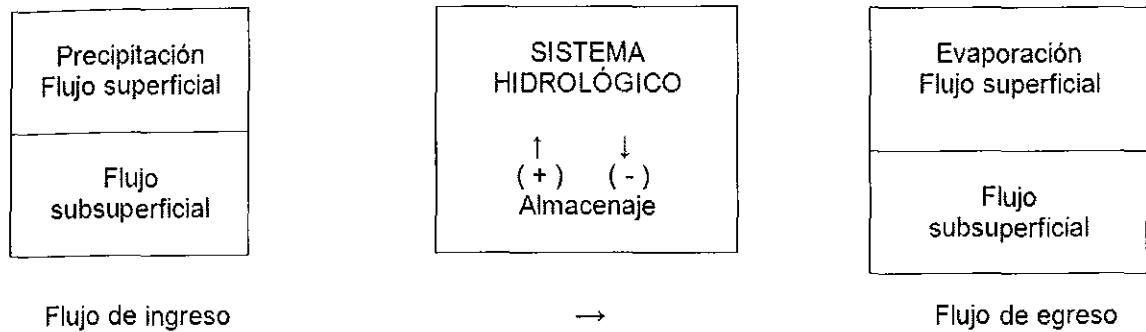 Precipitación
Flujo superficial
Flujo
subsuperficial
SISTEMA
HIDROLÓGICO
↑ ↓
( + ) ( - )
Almacenaje
Evaporación
Flujo superficial
Flujo
subsuperficial
Flujo de ingreso → Flujo de egreso